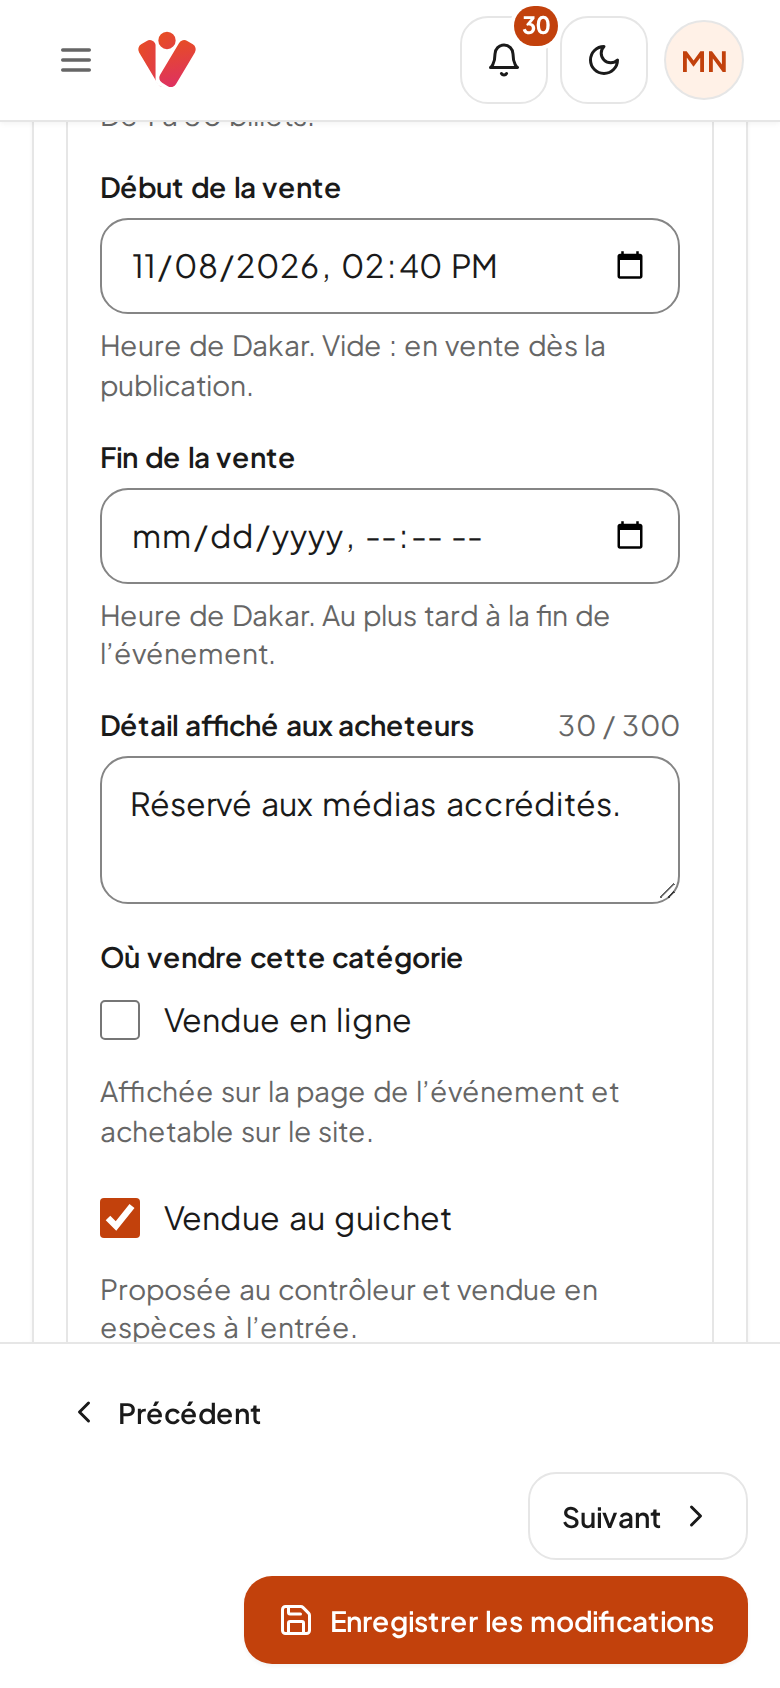 30
MN
Début de la vente
11/08/2026, 02:40 PM
Heure de Dakar. Vide : en vente dès la
publication.
Fin de la vente
mm/dd/yyyy, --:-- --
Heure de Dakar. Au plus tard à la fin de
l’événement.
Détail affiché aux acheteurs 30 / 300
Réservé aux médias accrédités.
Où vendre cette catégorie
Vendue en ligne
Affichée sur la page de l’événement et
achetable sur le site.
Vendue au guichet
Proposée au contrôleur et vendue en
espèces à l’entrée.
Précédent
Suivant
Enregistrer les modifications